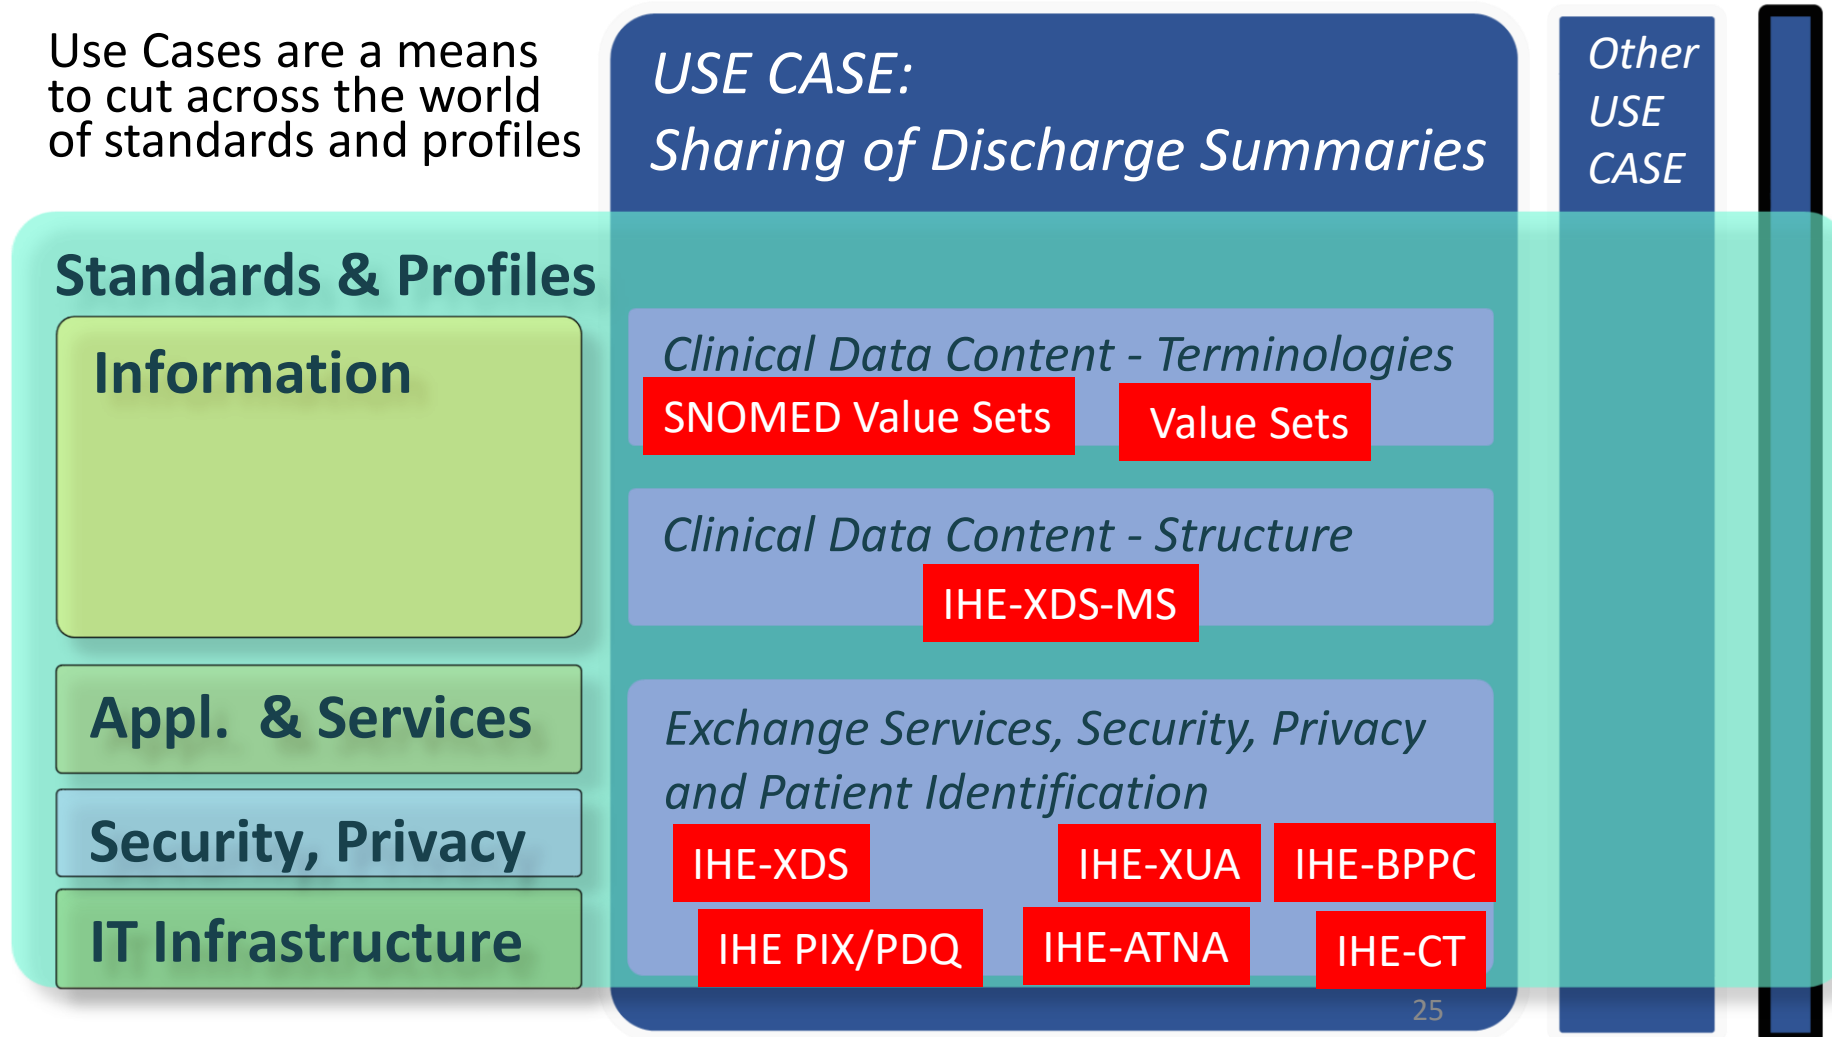 Use Cases are a means
to cut across the world
of standards and profiles
USE CASE:
Sharing of Discharge Summaries
Other
USE
CASE
Standards & Profiles
Information
Clinical Data Content - Terminologies
SNOMED Value Sets
Value Sets
Clinical Data Content - Structure
IHE-XDS-MS
Appl. & Services
Security, Privacy
IT Infrastructure
Exchange Services, Security, Privacy
and Patient Identification
IHE-XDS
IHE-XUA
IHE-BPPC
IHE PIX/PDQ
IHE-ATNA
IHE-CT
25